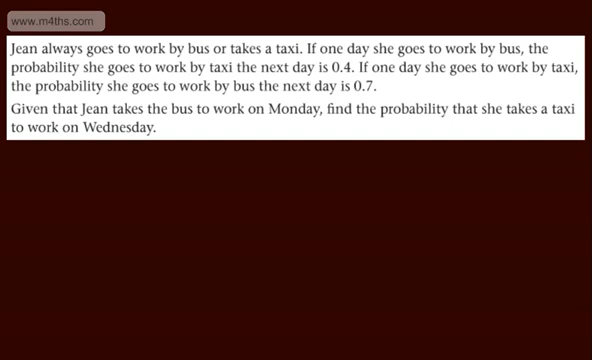 www.m4ths.com
Jean always goes to work by bus or takes a taxi. If one day she goes to work by bus, the
probability she goes to work by taxi the next day is 0.4. If one day she goes to work by taxi,
the probability she goes to work by bus the next day is 0.7.
Given that Jean takes the bus to work on Monday, find the probability that she takes a taxi
to work on Wednesday.